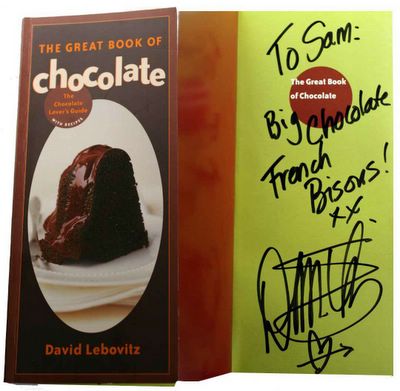 THE GREAT BOOK OF
chocolate
The
Chocolate
Lover's Guide
WITH RECIPES
David Lebovitz
To Sam:
The Great Book
of Chocolate
Big Chocolate
French
Bisous!
xx